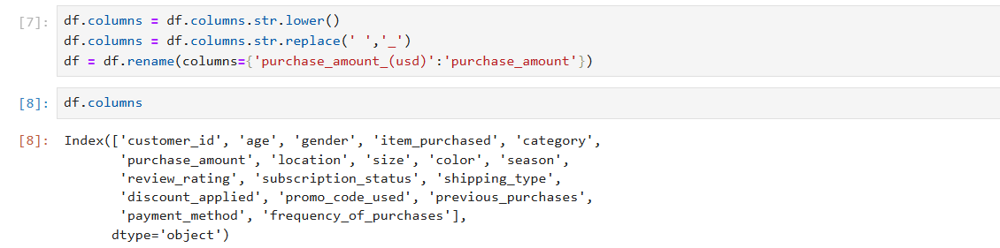 [7]: df.columns = df.columns.str.lower()
df.columns = df.columns.str.replace(' ','_')
df = df.rename(columns={'purchase_amount_(usd)':'purchase_amount'})
[8]: df.columns
[8]: Index(['customer_id', 'age', 'gender', 'item_purchased', 'category',
'purchase_amount', 'location', 'size', 'color', 'season',
'review_rating', 'subscription_status', 'shipping_type',
'discount_applied', 'promo_code_used', 'previous_purchases',
'payment_method', 'frequency_of_purchases'],
dtype='object')